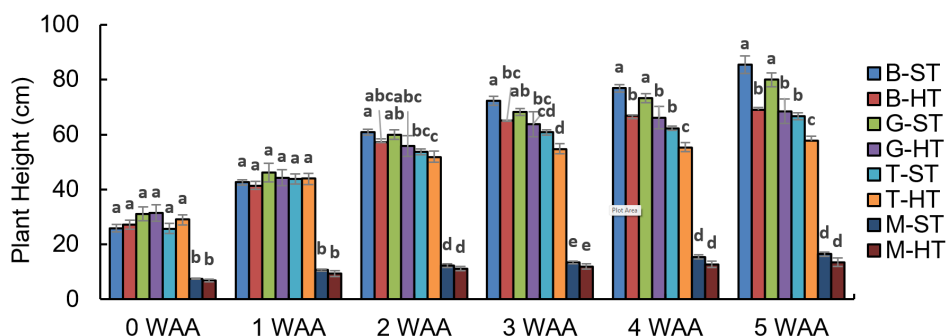 Plant Height (cm)
100
80
60
40
20
0
a a a a a a b b
a a a a a a b b
a abc ab abc bc c d d
a bc ab bc cd d e e
a b a b b c d d
a b a b b c d d
Plot Area
0 WAA 1 WAA 2 WAA 3 WAA 4 WAA 5 WAA
B-ST
B-HT
G-ST
G-HT
T-ST
T-HT
M-ST
M-HT